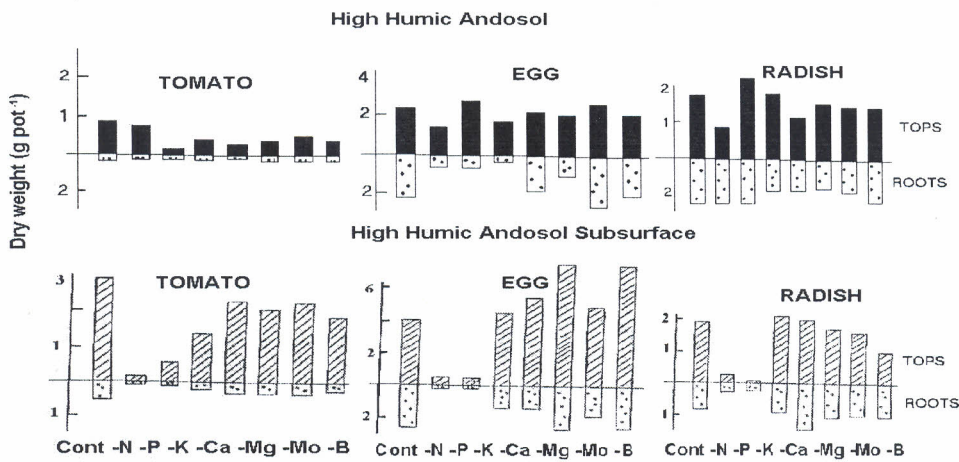 High Humic Andosol
Dry weight (g pot-1)
TOMATO
2
1
2
EGG
4
2
2
RADISH
2
1
2
TOPS
ROOTS
High Humic Andosol Subsurface
TOMATO
3
1
1
EGG
6
2
2
RADISH
2
1
1
TOPS
ROOTS
Cont -N -P -K -Ca -Mg -Mo -B
Cont -N -P -K -Ca -Mg -Mo -B
Cont -N -P -K -Ca -Mg -Mo -B